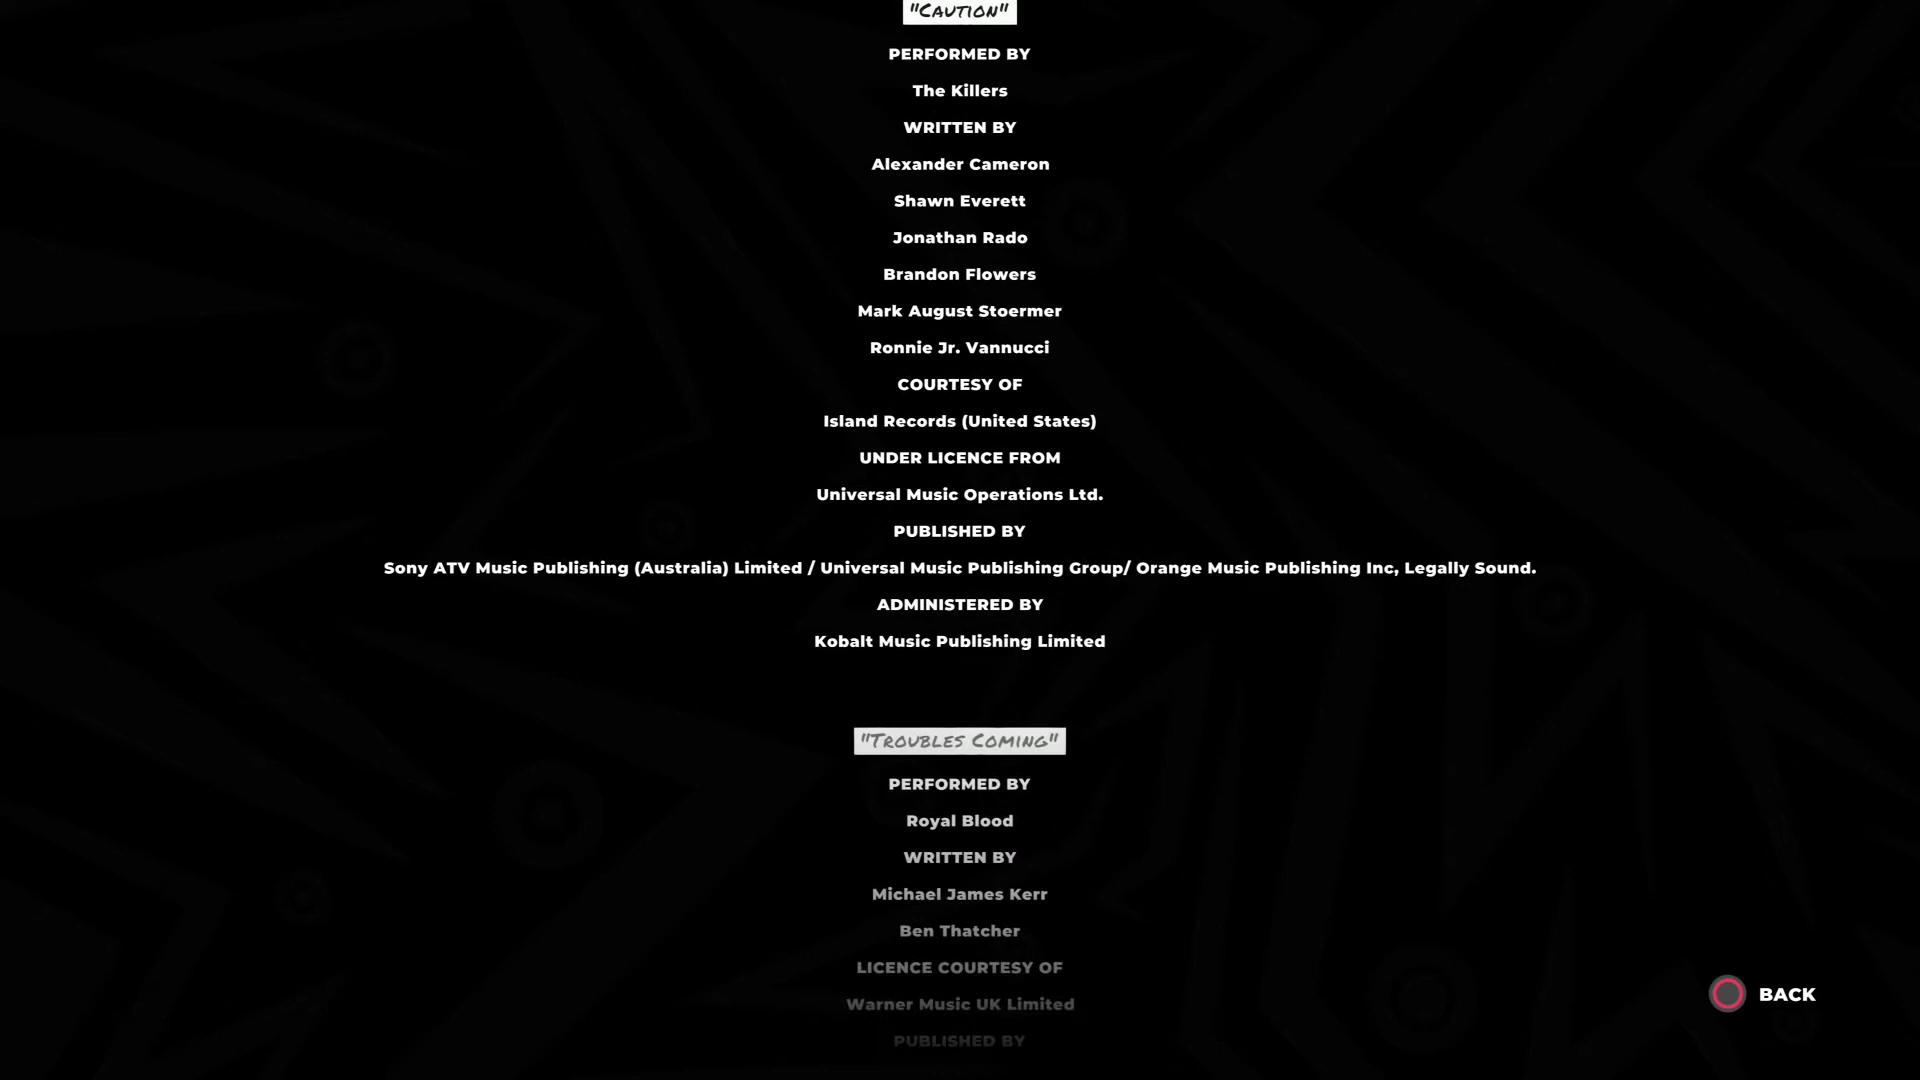 "Caution"
PERFORMED BY
The Killers
WRITTEN BY
Alexander Cameron
Shawn Everett
Jonathan Rado
Brandon Flowers
Mark August Stoermer
Ronnie Jr. Vannucci
COURTESY OF
Island Records (United States)
UNDER LICENCE FROM
Universal Music Operations Ltd.
PUBLISHED BY
Sony ATV Music Publishing (Australia) Limited / Universal Music Publishing Group/ Orange Music Publishing Inc, Legally Sound.
ADMINISTERED BY
Kobalt Music Publishing Limited
"Troubles Coming"
PERFORMED BY
Royal Blood
WRITTEN BY
Michael James Kerr
Ben Thatcher
LICENCE COURTESY OF
Warner Music UK Limited
PUBLISHED BY
BACK